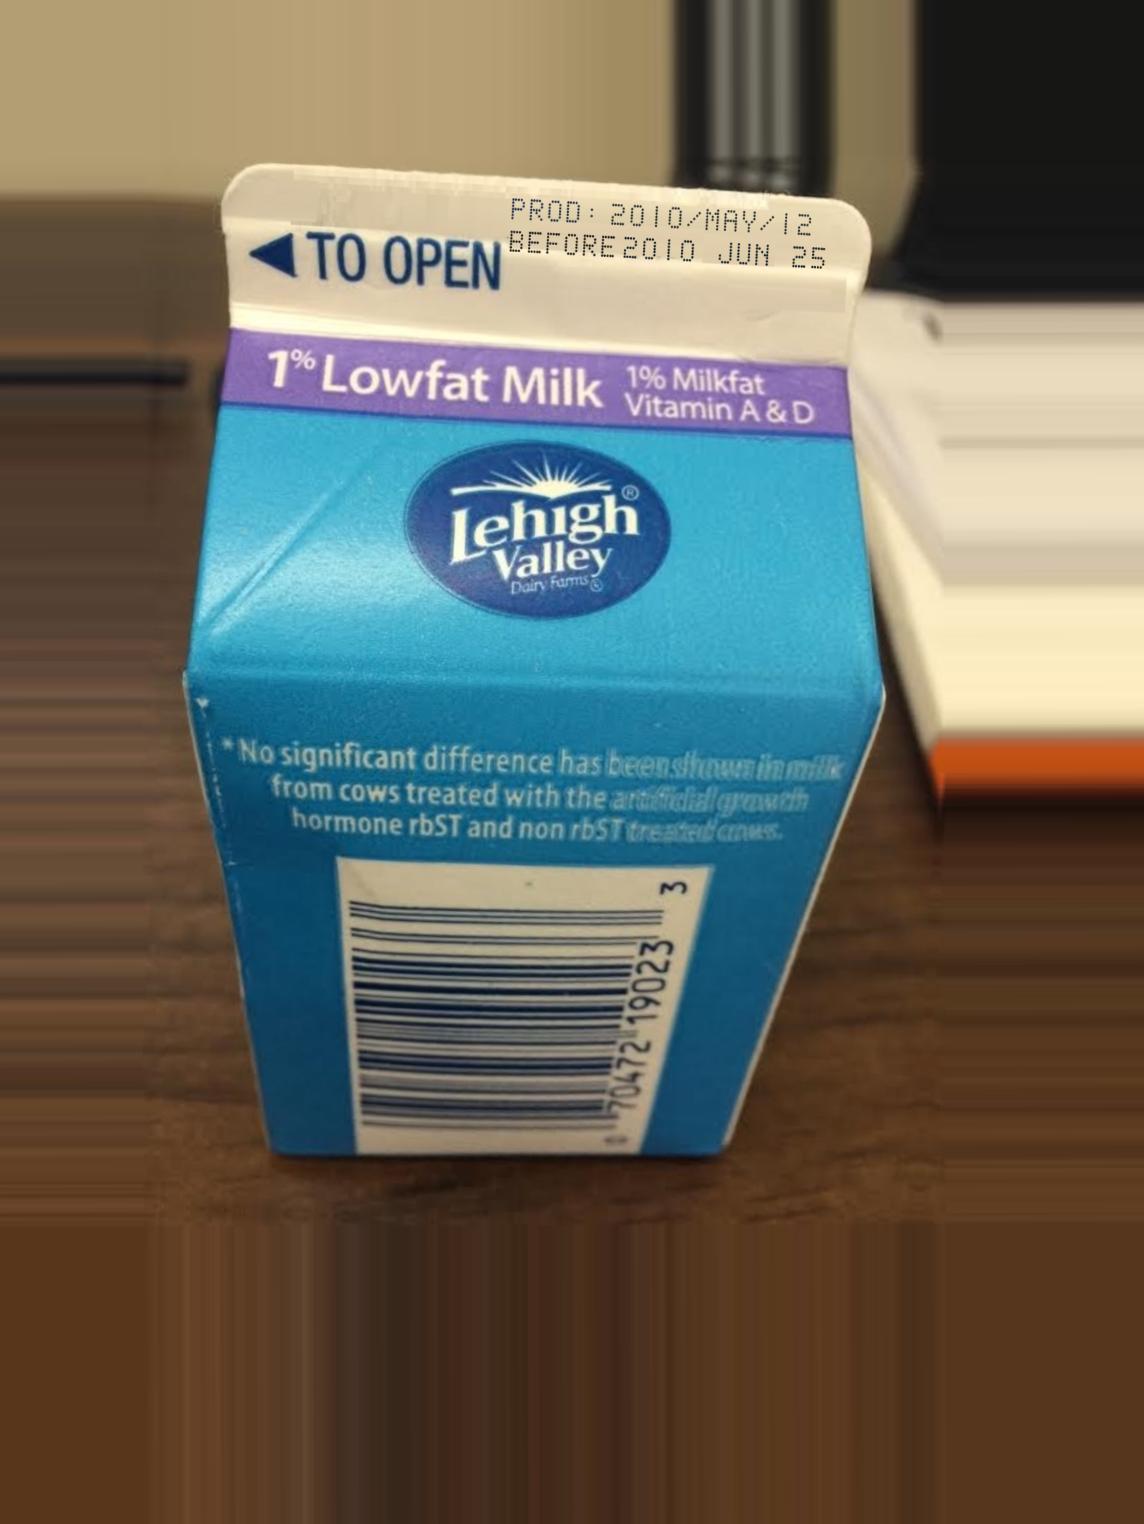 PROD: 2010/MAY/12
BEFORE 2010 JUN 25
TO OPEN
1% Lowfat Milk
1% Milkfat
Vitamin A & D
Lehigh®
Valley
Dairy Farms®
*No significant difference has been shown in milk
from cows treated with the artificial growth
hormone rbST and non rbST treated cows.
0 70472 19023 3